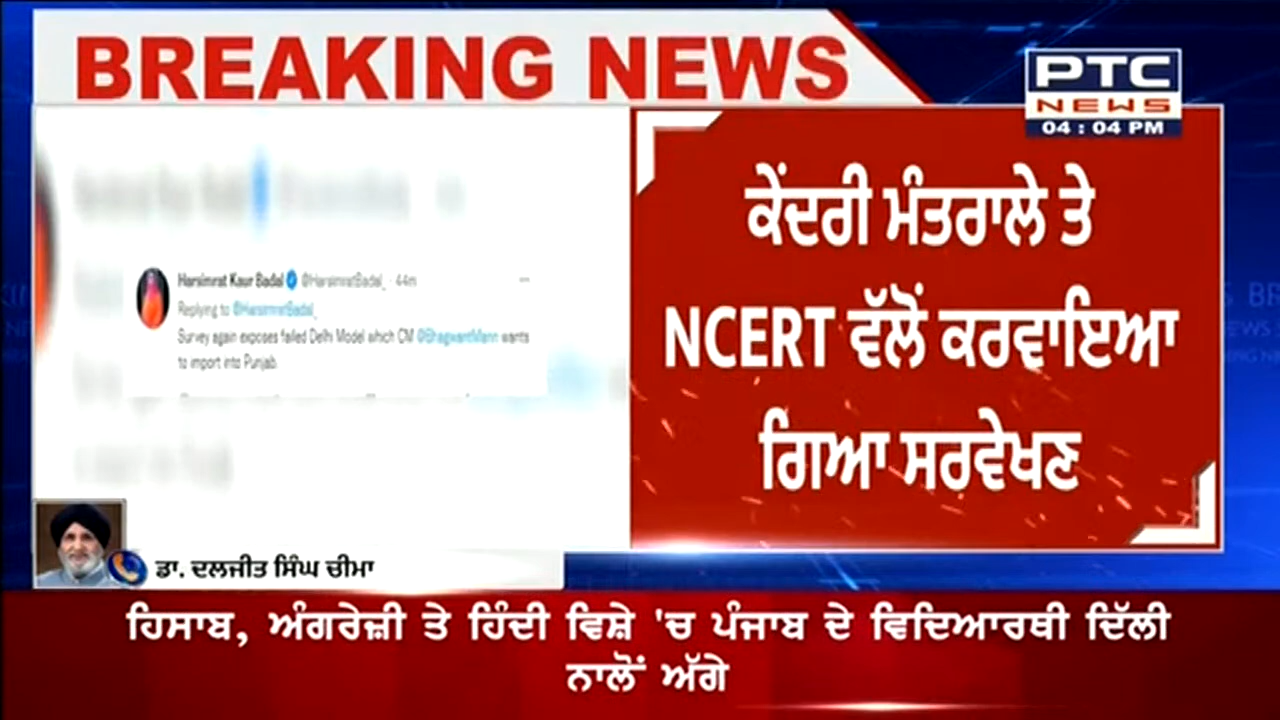 BREAKING NEWS
PTC
NEWS
04 : 04 PM
ਕੇਂਦਰੀ ਮੰਤਰਾਲੇ ਤੇ
NCERT ਵੱਲੋਂ ਕਰਵਾਇਆ
ਗਿਆ ਸਰਵੇਖਣ
Harsimrat Kaur Badal @HarsimratBadal_ · 44m
Replying to @HarsimratBadal_
Survey again exposes failed Delhi Model which CM @BhagwantMann wants
to import into Punjab.
ਡਾ. ਦਲਜੀਤ ਸਿੰਘ ਚੀਮਾ
ਹਿਸਾਬ, ਅੰਗਰੇਜ਼ੀ ਤੇ ਹਿੰਦੀ ਵਿਸ਼ੇ 'ਚ ਪੰਜਾਬ ਦੇ ਵਿਦਿਆਰਥੀ ਦਿੱਲੀ
ਨਾਲੋਂ ਅੱਗੇ